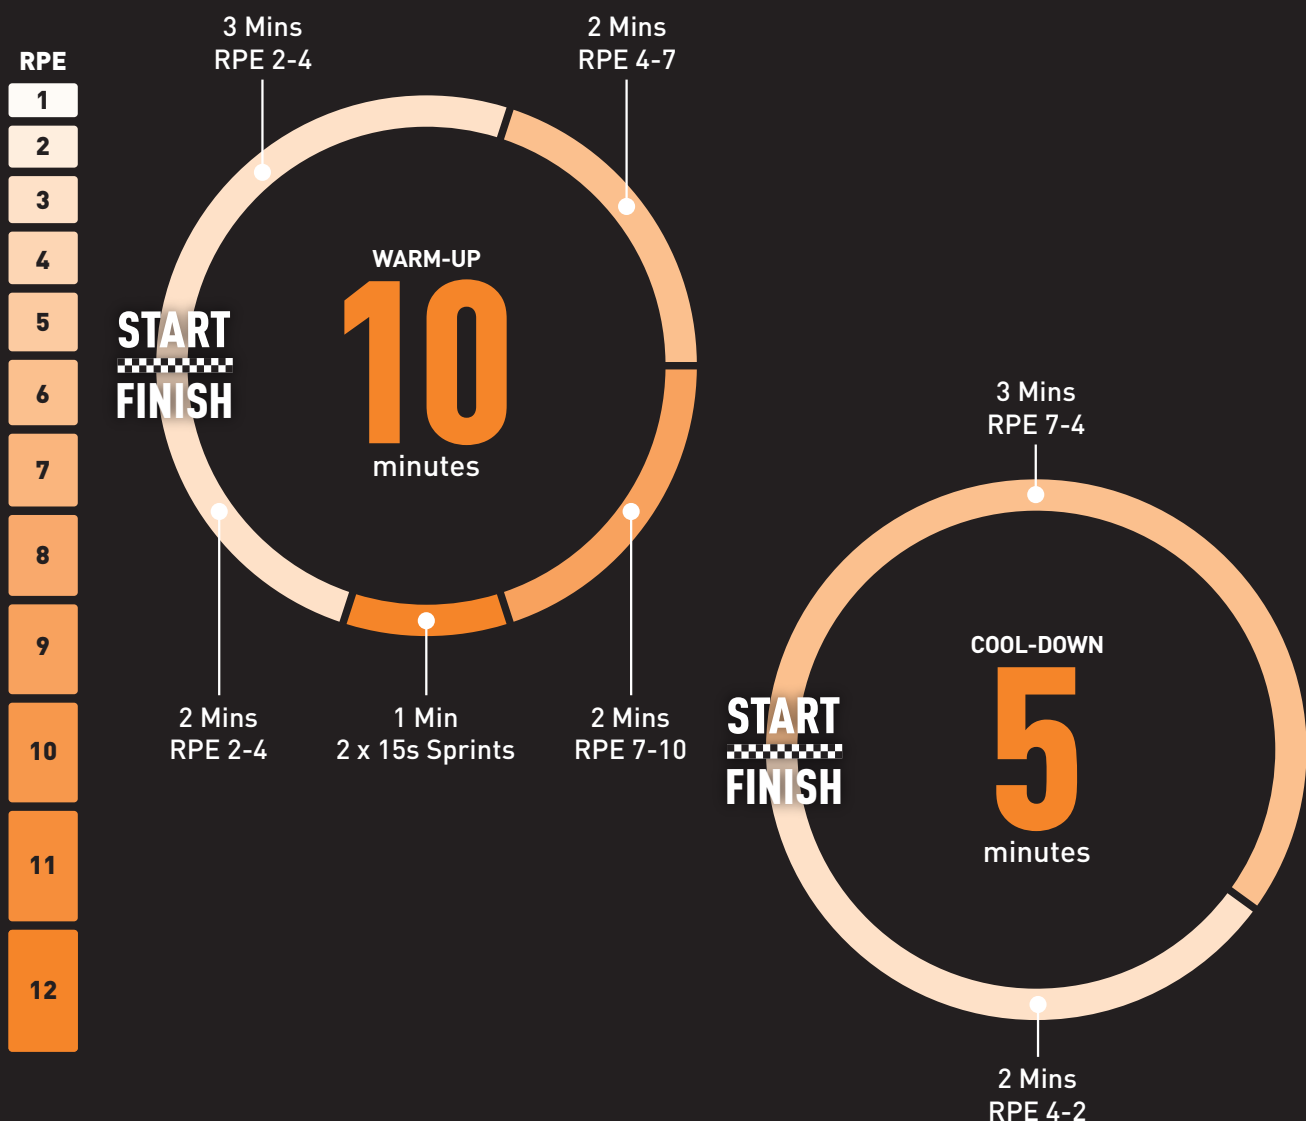 RPE
1
2
3
4
5
6
7
8
9
10
11
12
3 Mins
RPE 2-4
2 Mins
RPE 4-7
WARM-UP
10
minutes
START
FINISH
2 Mins
RPE 2-4
1 Min
2 x 15s Sprints
2 Mins
RPE 7-10
3 Mins
RPE 7-4
COOL-DOWN
5
minutes
START
FINISH
2 Mins
RPE 4-2